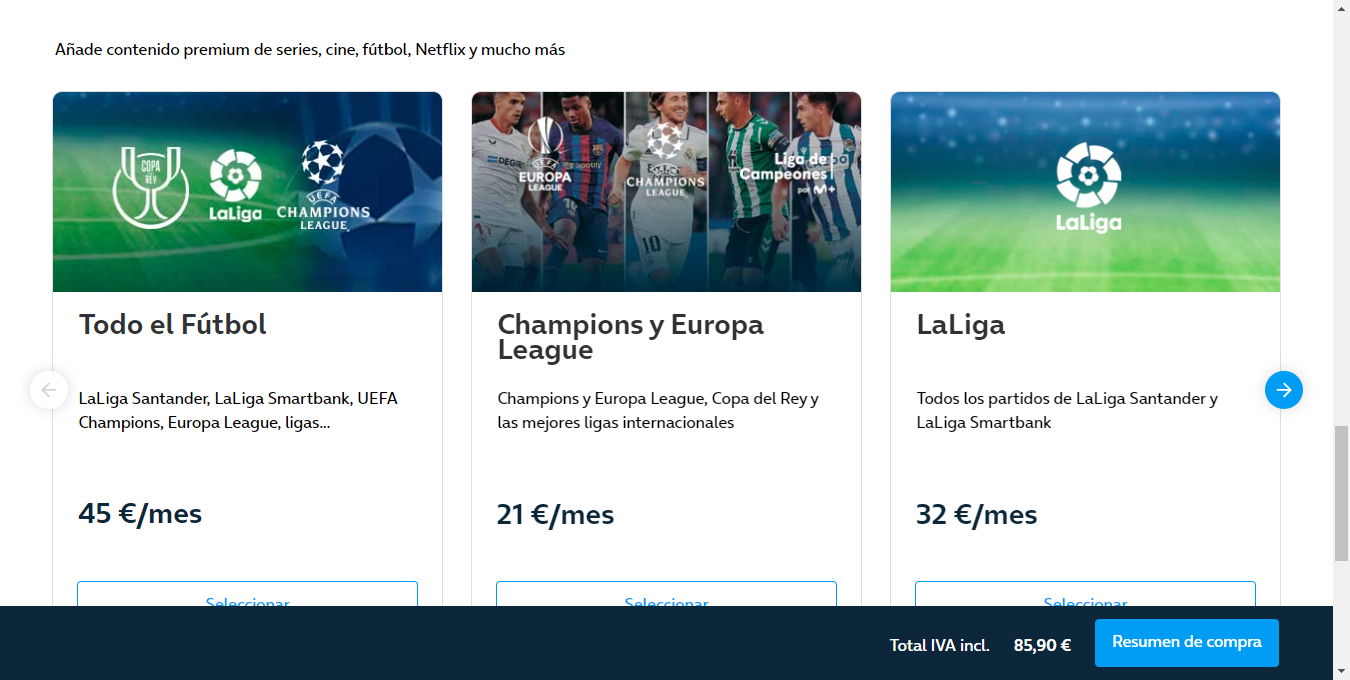 Añade contenido premium de series, cine, fútbol, Netflix y mucho más
COPA
REY
LaLiga
UEFA
CHAMPIONS
LEAGUE
Todo el Fútbol
LaLiga Santander, LaLiga Smartbank, UEFA
Champions, Europa League, ligas...
45 €/mes
Seleccionar
UEFA
EUROPA
LEAGUE
Spotify
10
CHAMPIONS
LEAGUE
Liga de
Campeones
por M+
Champions y Europa
League
Champions y Europa League, Copa del Rey y
las mejores ligas internacionales
21 €/mes
Seleccionar
LaLiga
LaLiga
Todos los partidos de LaLiga Santander y
LaLiga Smartbank
32 €/mes
Seleccionar
Total IVA incl. 85,90 €
Resumen de compra